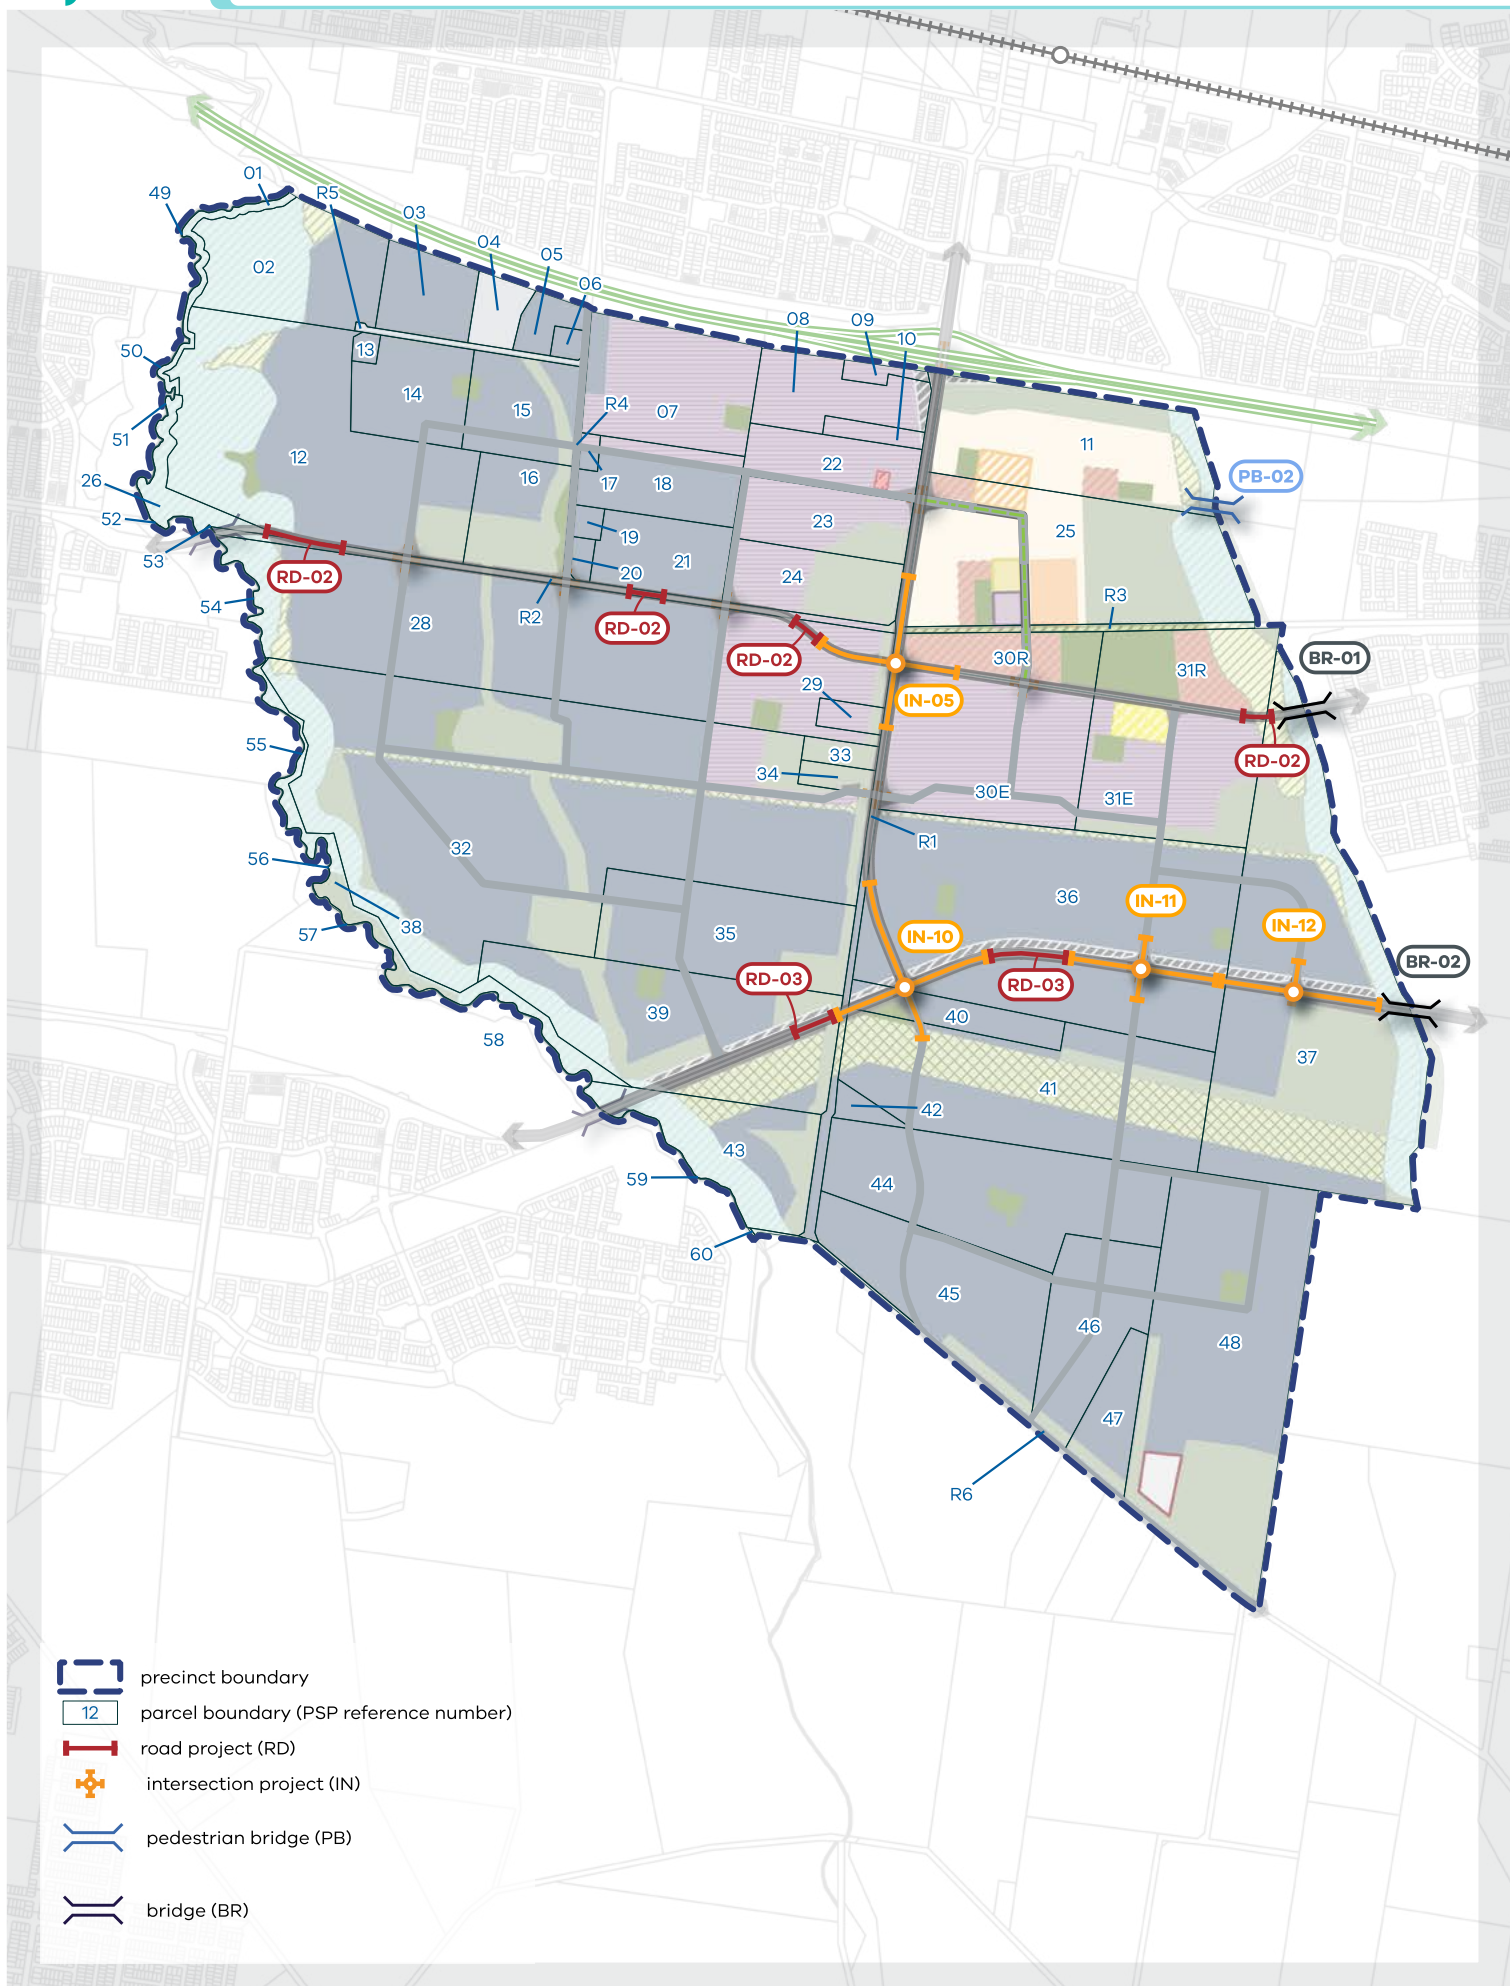 01
49
R5
03
04
05
02
06
08
09
10
50
13
14
07
R4
15
11
51
12
22
16
17
18
PB-02
26
52
19
23
25
53
20
21
24
RD-02
54
R2
RD-02
R3
28
RD-02
30R
31R
BR-01
29
IN-05
55
33
34
RD-02
30E
31E
32
R1
56
36
IN-11
38
57
35
IN-10
IN-12
RD-03
RD-03
BR-02
39
40
58
37
41
42
43
59
44
60
45
46
48
47
R6
precinct boundary
12 parcel boundary (PSP reference number)
road project (RD)
intersection project (IN)
pedestrian bridge (PB)
bridge (BR)